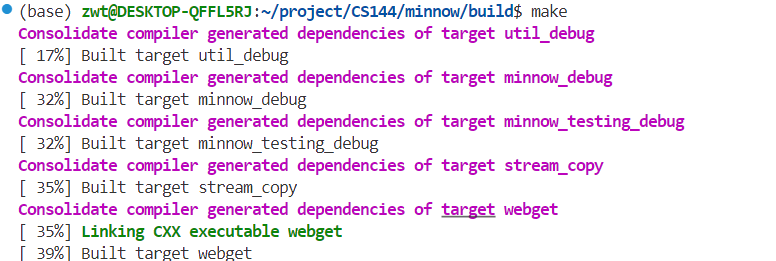 (base) zwt@DESKTOP-QFFL5RJ:~/project/CS144/minnow/build$ make
Consolidate compiler generated dependencies of target util_debug
[ 17%] Built target util_debug
Consolidate compiler generated dependencies of target minnow_debug
[ 32%] Built target minnow_debug
Consolidate compiler generated dependencies of target minnow_testing_debug
[ 32%] Built target minnow_testing_debug
Consolidate compiler generated dependencies of target stream_copy
[ 35%] Built target stream_copy
Consolidate compiler generated dependencies of target webget
[ 35%] Linking CXX executable webget
[ 39%] Built target webget